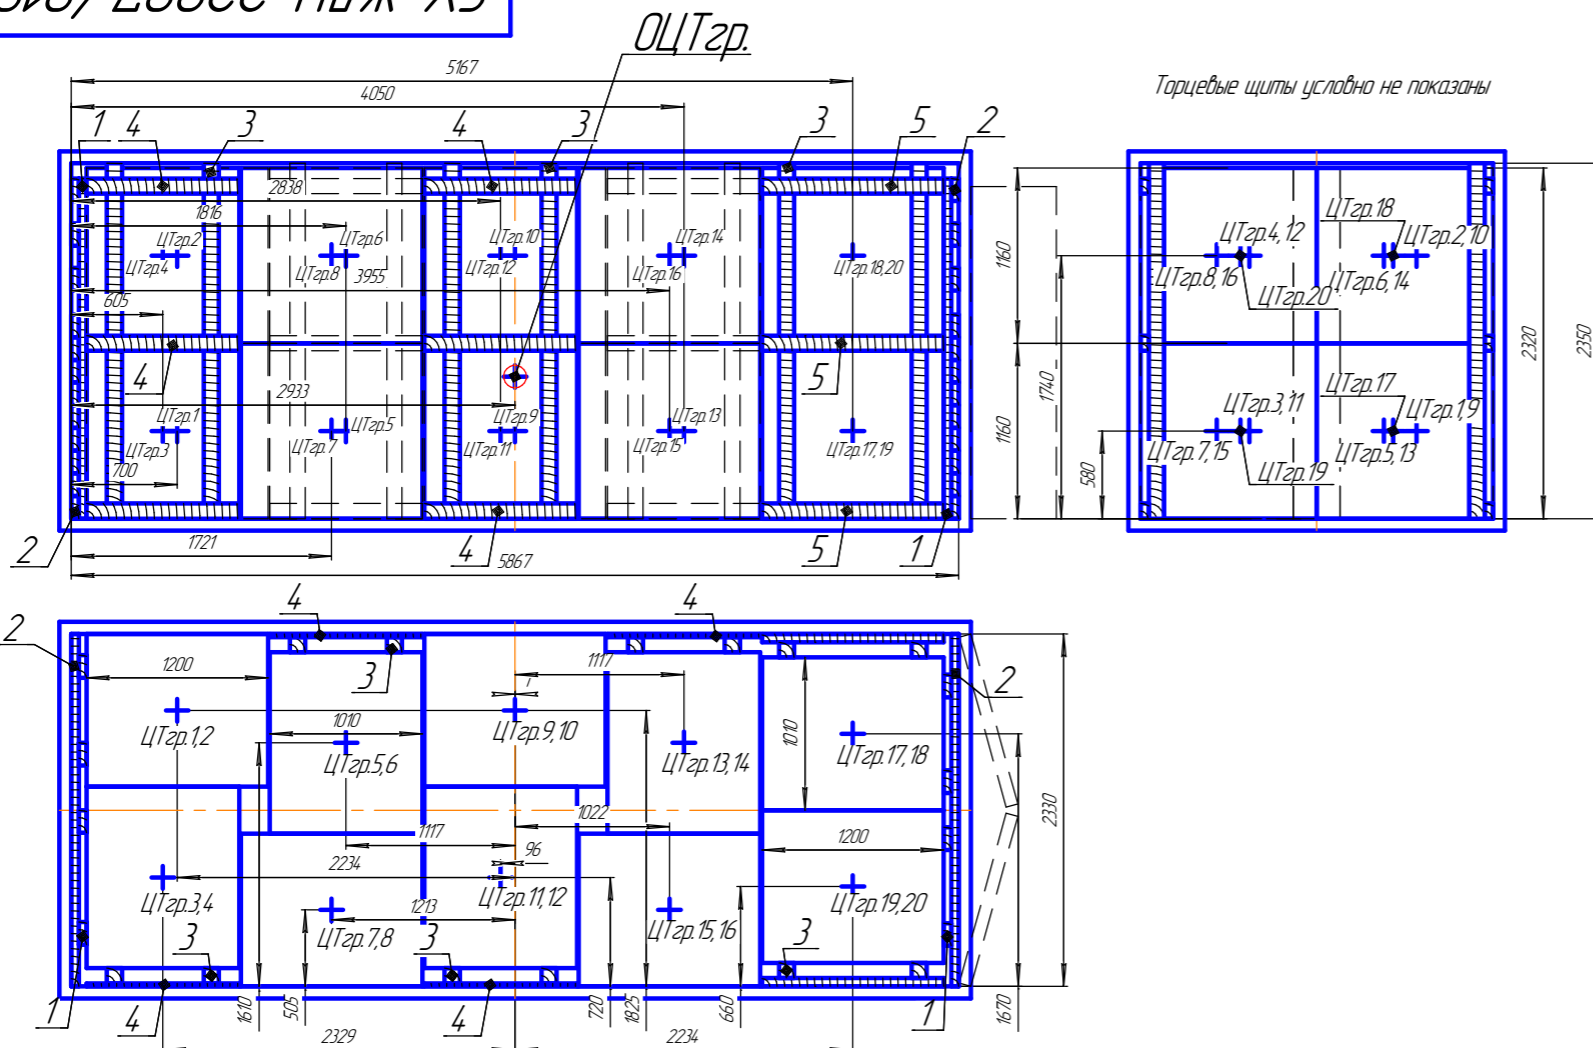 ОЦТгр.
5167
4050
Торцевые щиты условно не показаны
1 4 3 4 3 3 5 2
2838
1816
ЦТгр.2
ЦТгр.4
ЦТгр.6
ЦТгр.8
ЦТгр.10
ЦТгр.12
ЦТгр.14
ЦТгр.16
ЦТгр.18,20
3955
605
4
5
2933
ЦТгр.1
ЦТгр.3
ЦТгр.5
ЦТгр.7
ЦТгр.9
ЦТгр.11
ЦТгр.13
ЦТгр.15
ЦТгр.17,19
700
1721
5867
2 4 5 1
1160
1160
1740
580
ЦТгр.18
ЦТгр.4,12
ЦТгр.2,10
ЦТгр.8,16
ЦТгр.6,14
ЦТгр.20
ЦТгр.17
ЦТгр.3,11
ЦТгр.1,9
ЦТгр.7,15
ЦТгр.5,13
ЦТгр.19
2320
2350
4 4
2
1200
3
1117
2
ЦТгр.1,2
1010
ЦТгр.5,6
ЦТгр.9,10
ЦТгр.13,14
1010
ЦТгр.17,18
1117
1022
1200
2330
2234
96
ЦТгр.3,4
1213
ЦТгр.11,12
ЦТгр.19,20
ЦТгр.7,8
ЦТгр.15,16
3 3 3
1610
505
720
1825
660
1670
1 4 4 1
2329
2234